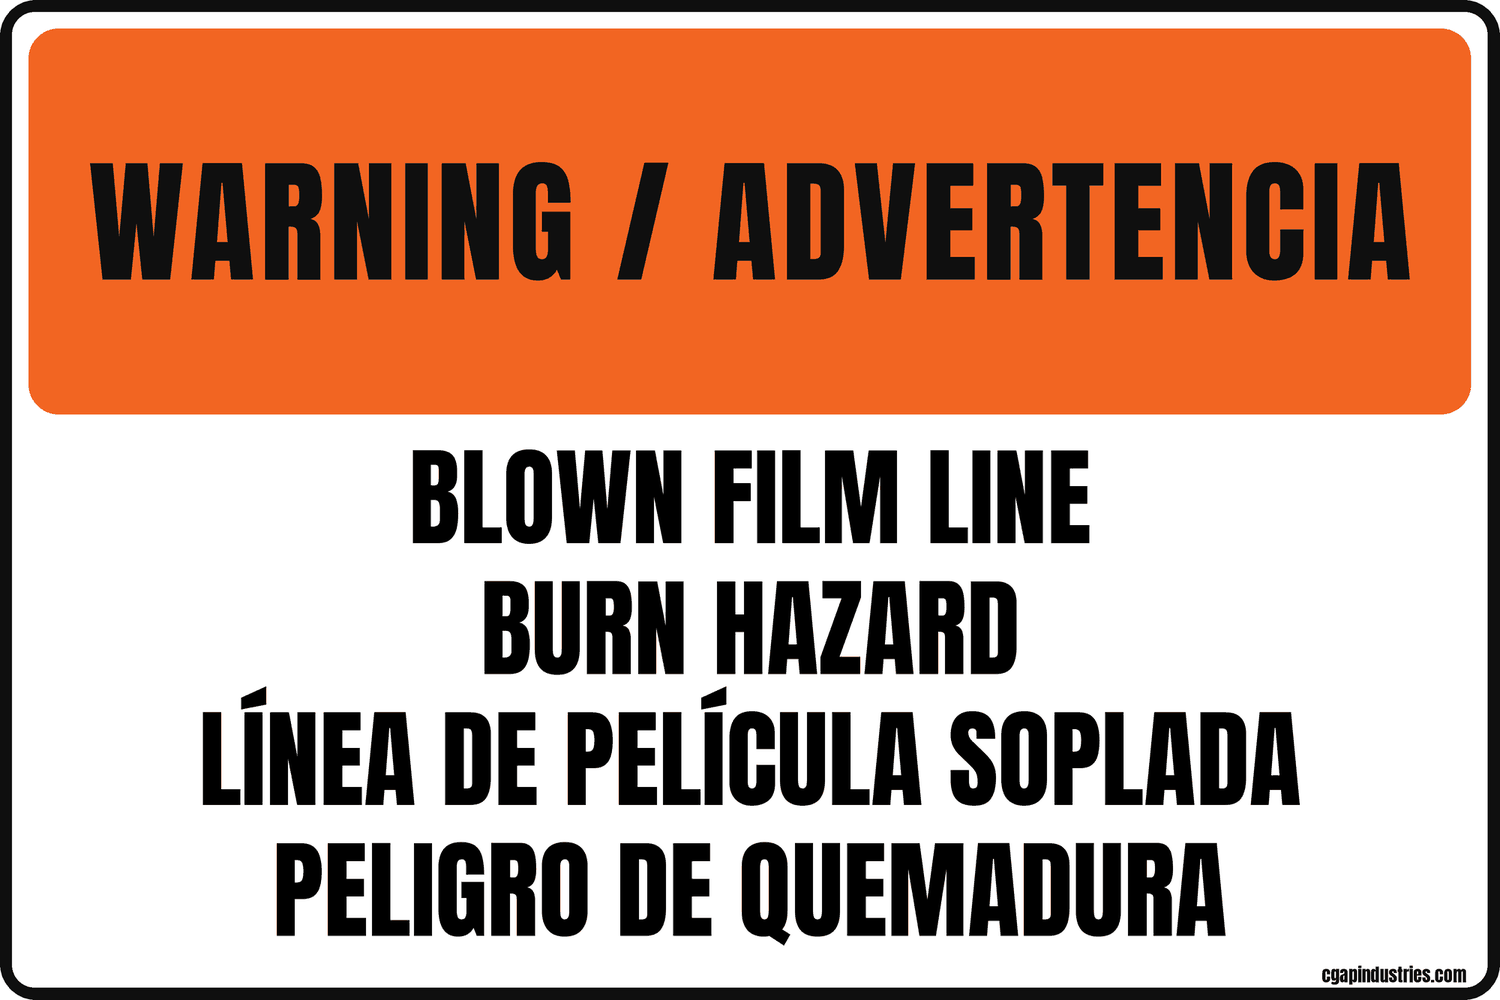 WARNING / ADVERTENCIA
BLOWN FILM LINE
BURN HAZARD
LÍNEA DE PELÍCULA SOPLADA
PELIGRO DE QUEMADURA
cgapindustries.com